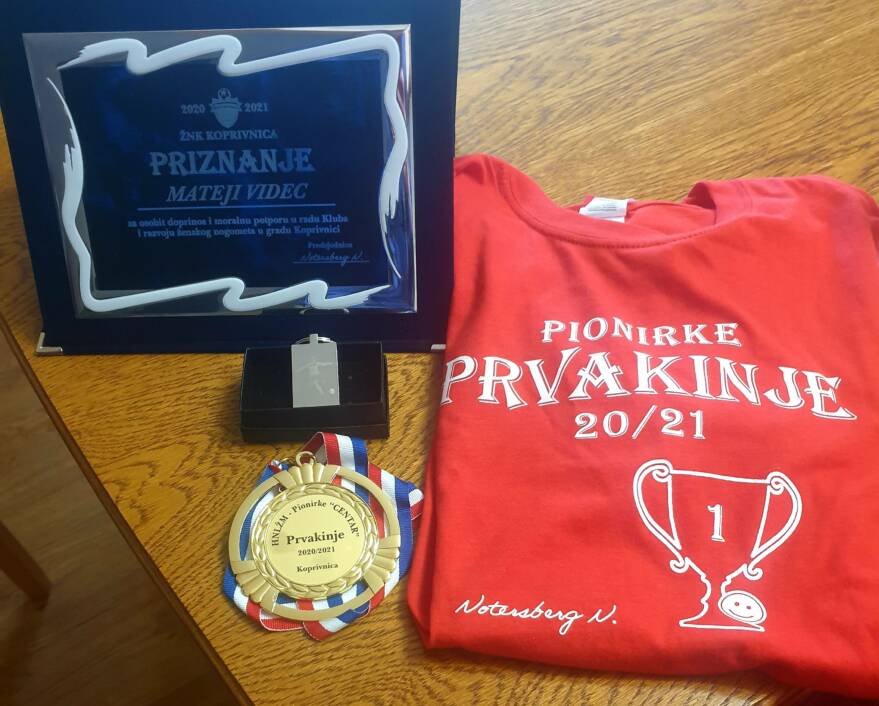 2020 2021
ŽNK KOPRIVNICA
PRIZNANJE
MATEJI VIDEC
za osobit doprinos i moralnu potporu u radu Kluba
i razvoju ženskog nogometa u gradu Koprivnici
Predsjednica
Notersberg N.
HNLŽM - Pionirke "CENTAR"
Prvakinje
2020/2021
Koprivnica
PIONIRKE
PRVAKINJE
20/21
1
Notersberg N.